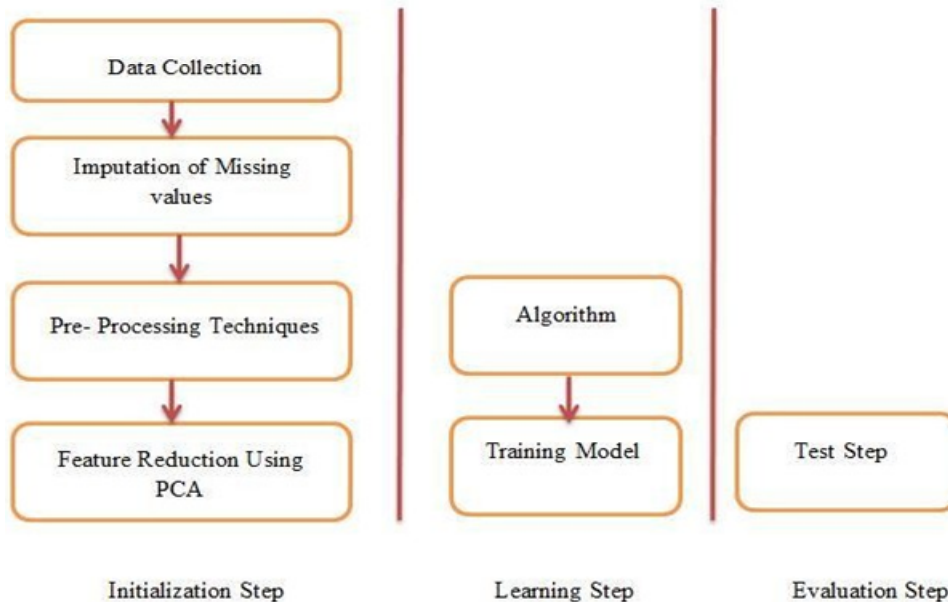 Data Collection
Imputation of Missing
values
Pre- Processing Techniques
Feature Reduction Using
PCA
Initialization Step
Algorithm
Training Model
Learning Step
Test Step
Evaluation Step